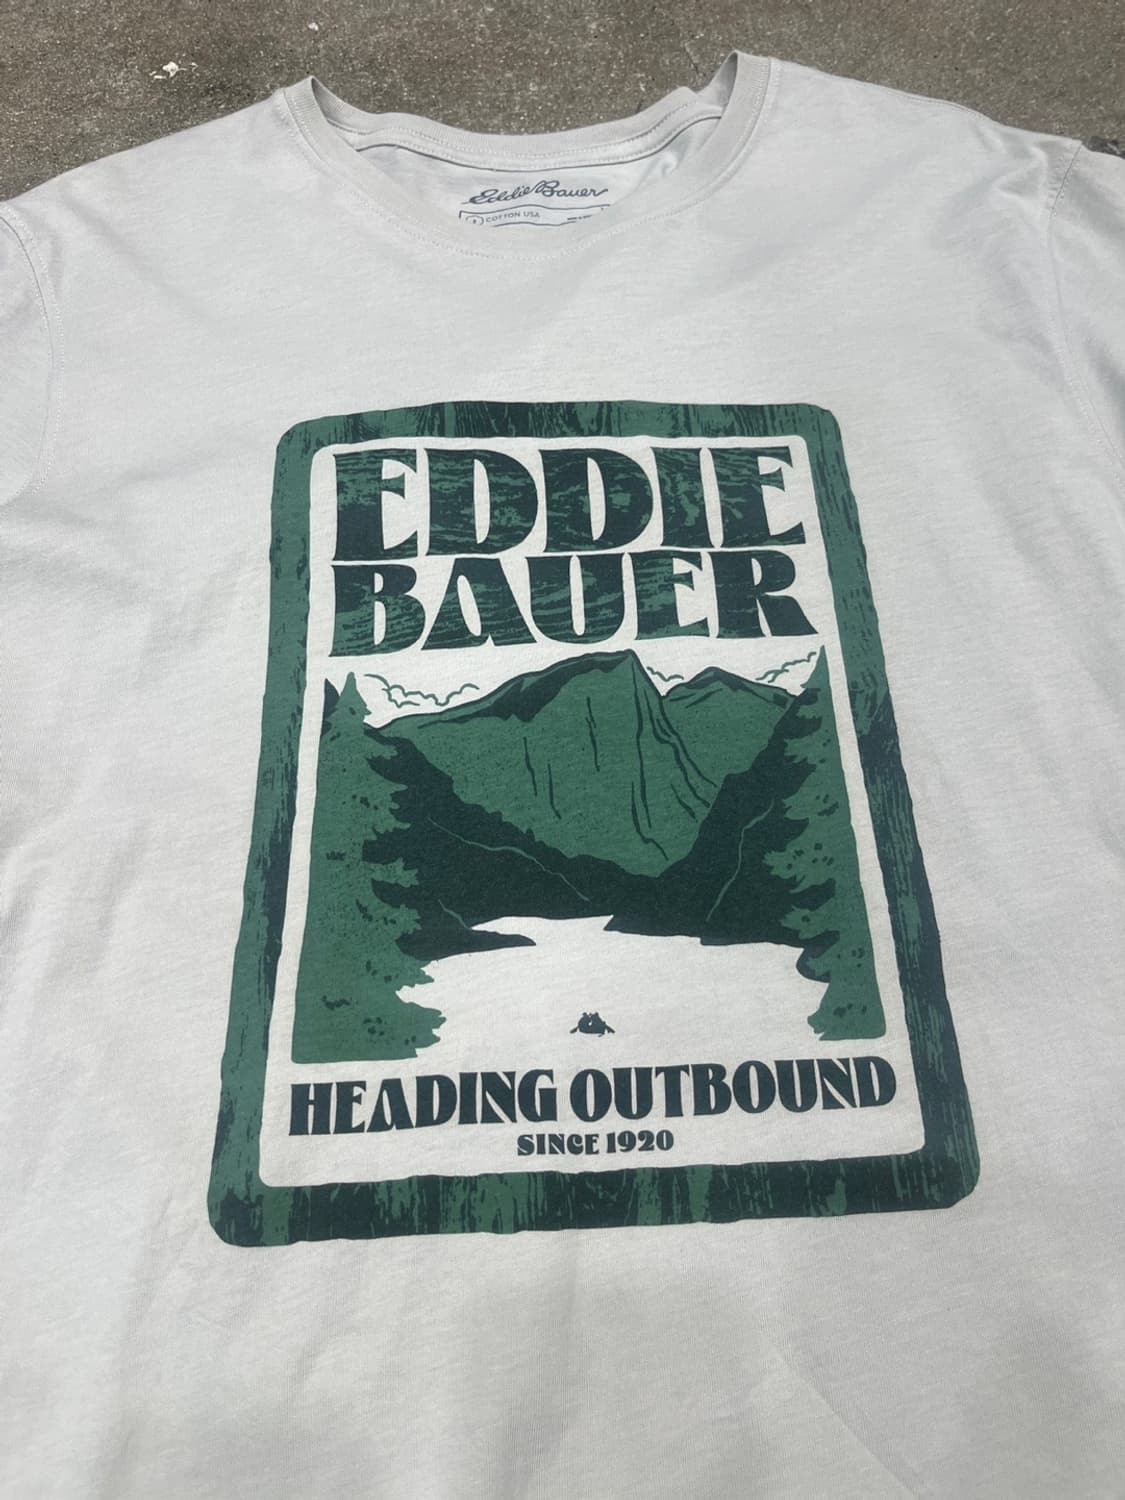 Eddie Bauer
COTTON USA
EDDIE
BAUER
HEADING OUTBOUND
SINCE 1920